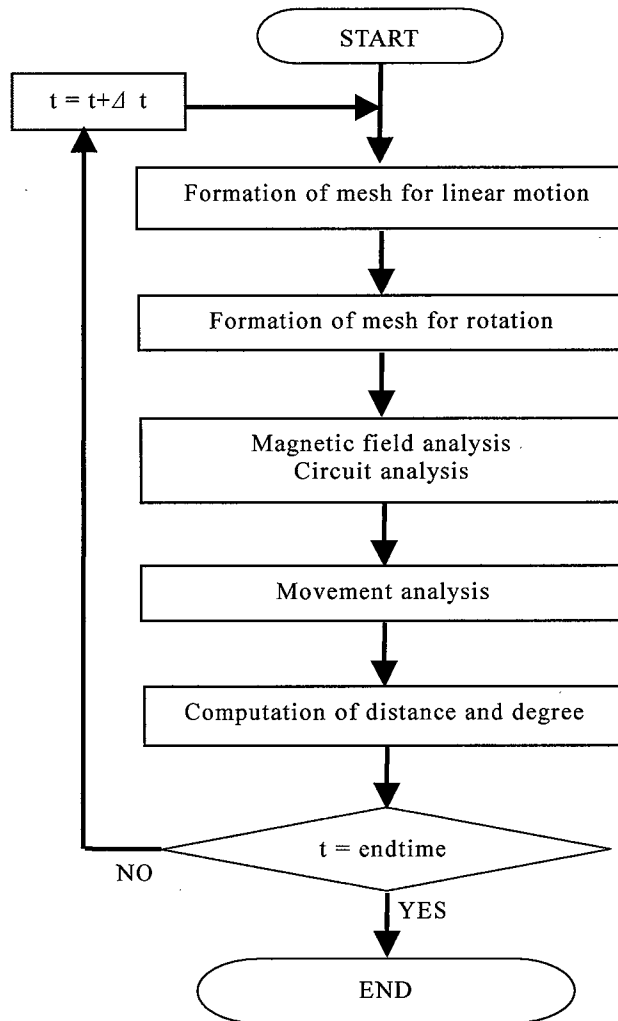 START
t = t+Δ t
Formation of mesh for linear motion
Formation of mesh for rotation
Magnetic field analysis
Circuit analysis
Movement analysis
Computation of distance and degree
t = endtime
NO
YES
END